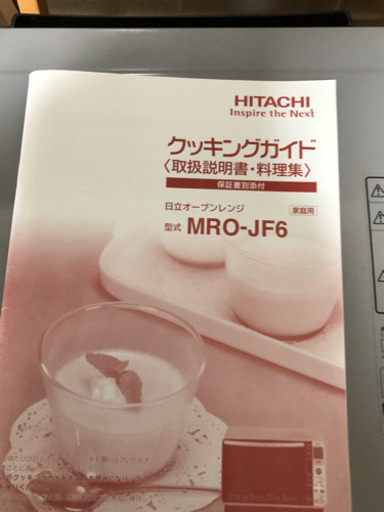 HITACHI
Inspire the Next
クッキングガイド
〈取扱説明書・料理集〉
保証書別添付
日立オーブンレンジ 家庭用
型式 MRO-JF6